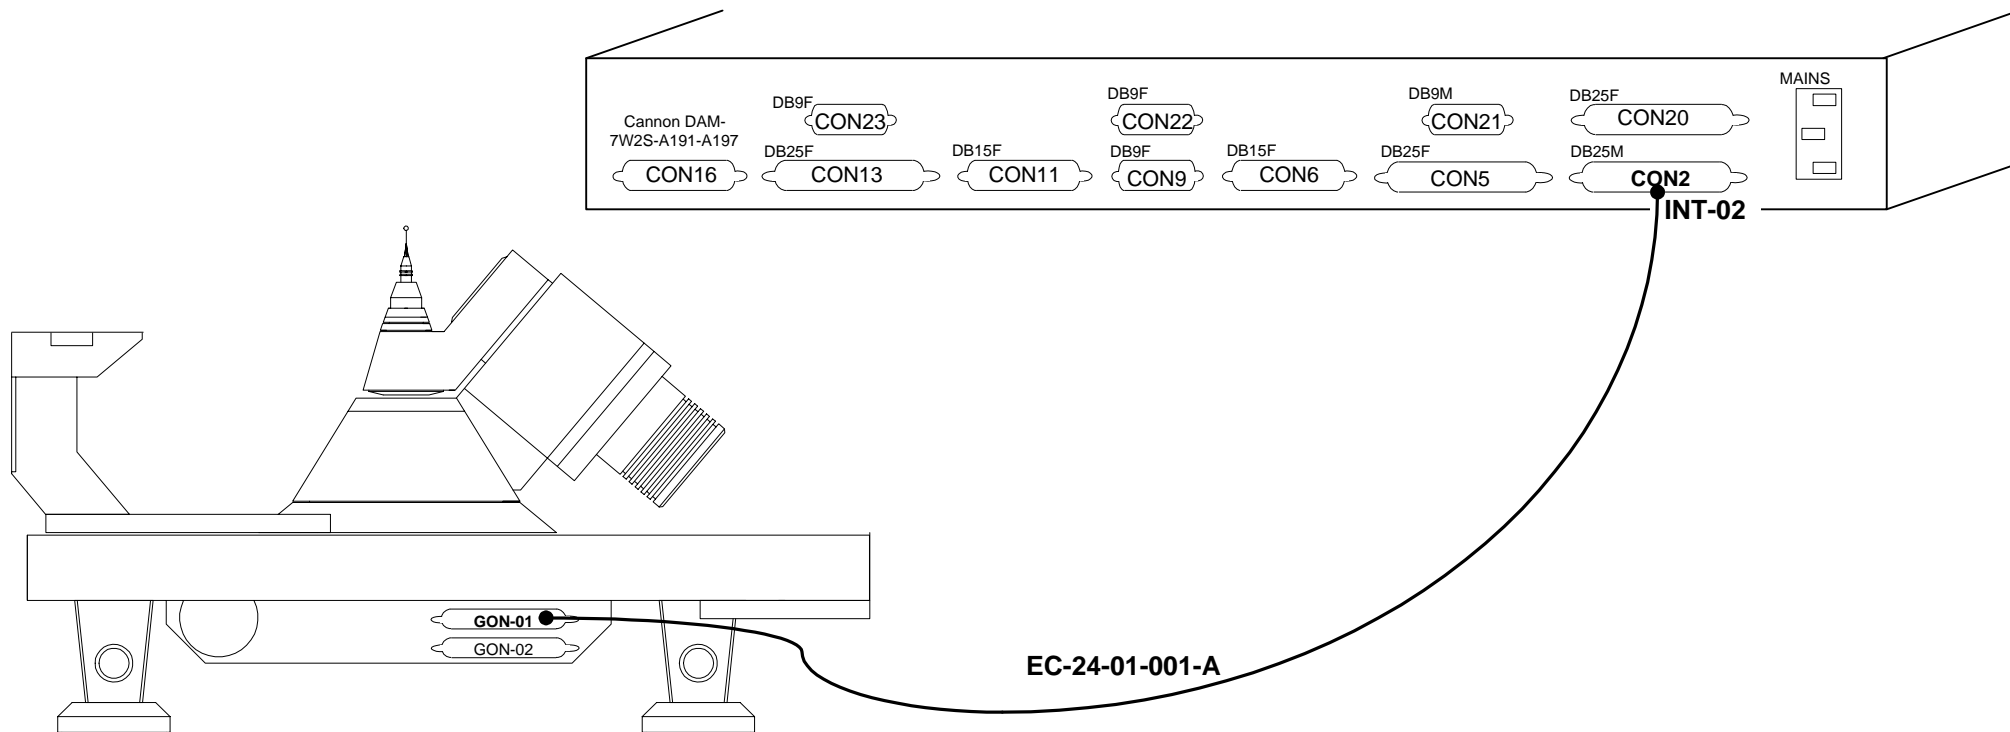 MAINS
DB9F
DB9F
DB9M
DB25F
CON23
CON22
CON21
CON20
Cannon DAM-
7W2S-A191-A197
DB25F
DB15F
DB9F
DB15F
DB25F
DB25M
CON16
CON13
CON11
CON9
CON6
CON5
CON2
INT-02
GON-01
GON-02
EC-24-01-001-A